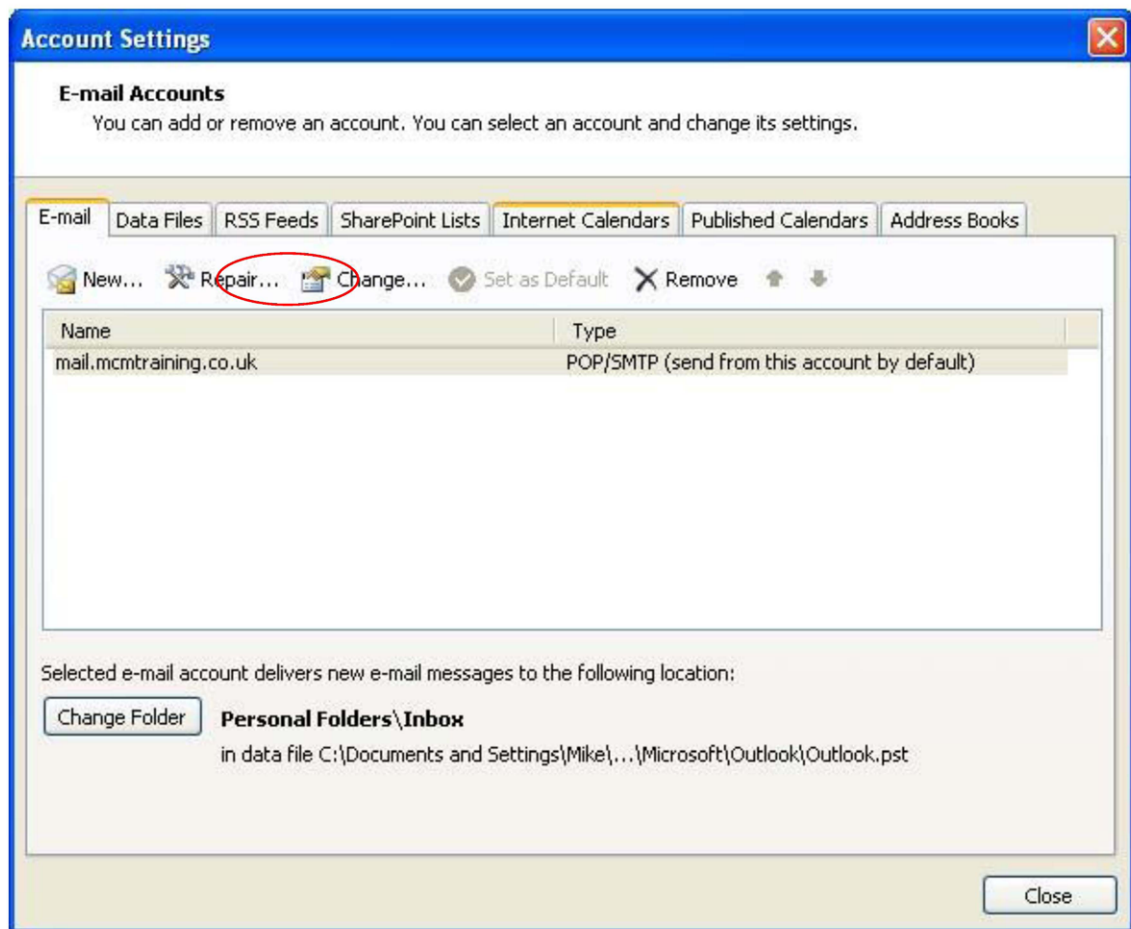 Account Settings
E-mail Accounts
You can add or remove an account. You can select an account and change its settings.
E-mail Data Files RSS Feeds SharePoint Lists Internet Calendars Published Calendars Address Books
New... Repair... Change... Set as Default Remove
Name Type
mail.mcmtraining.co.uk POP/SMTP (send from this account by default)
Selected e-mail account delivers new e-mail messages to the following location:
Change Folder Personal Folders\Inbox
in data file C:\Documents and Settings\Mike\...\Microsoft\Outlook\Outlook.pst
Close